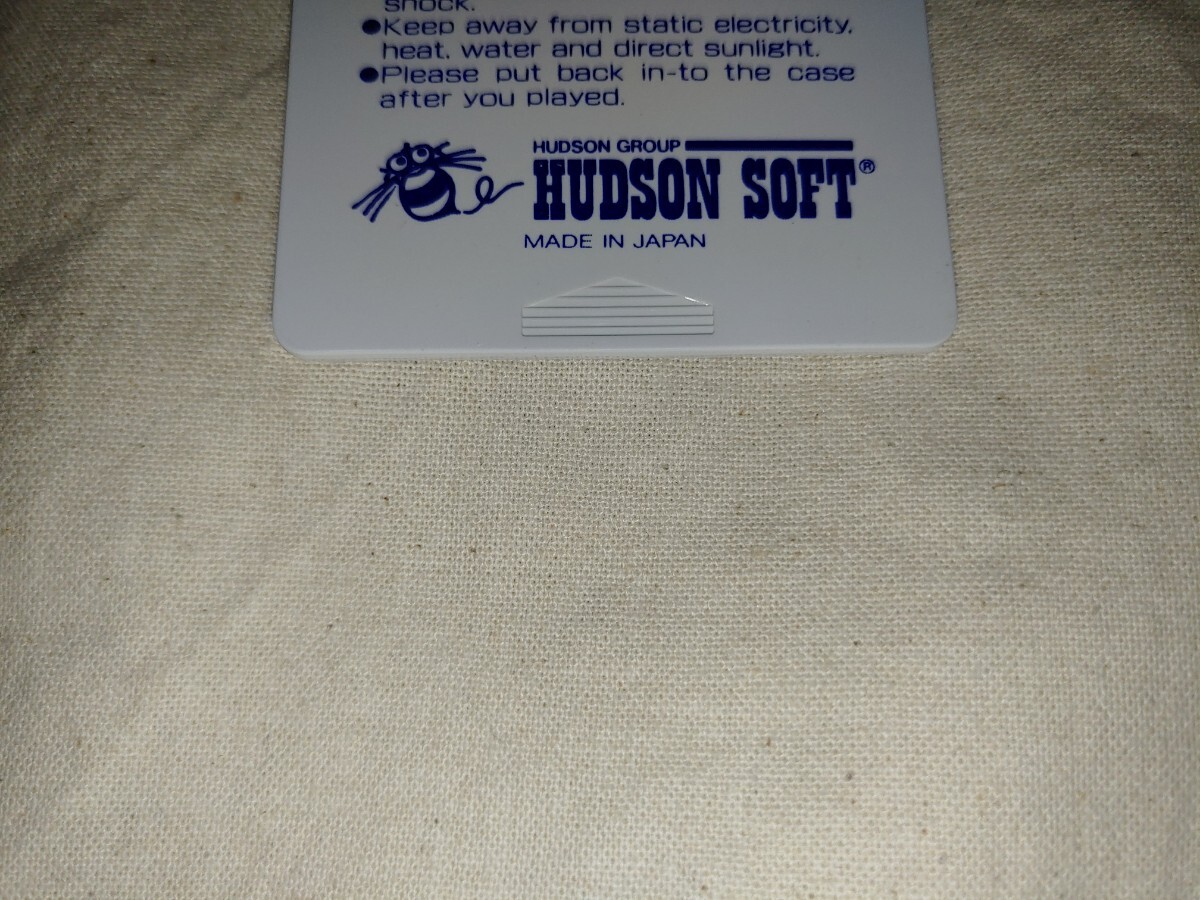 shock.
●Keep away from static electricity,
heat, water and direct sunlight.
●Please put back in-to the case
after you played.
HUDSON GROUP
HUDSON SOFT®
MADE IN JAPAN